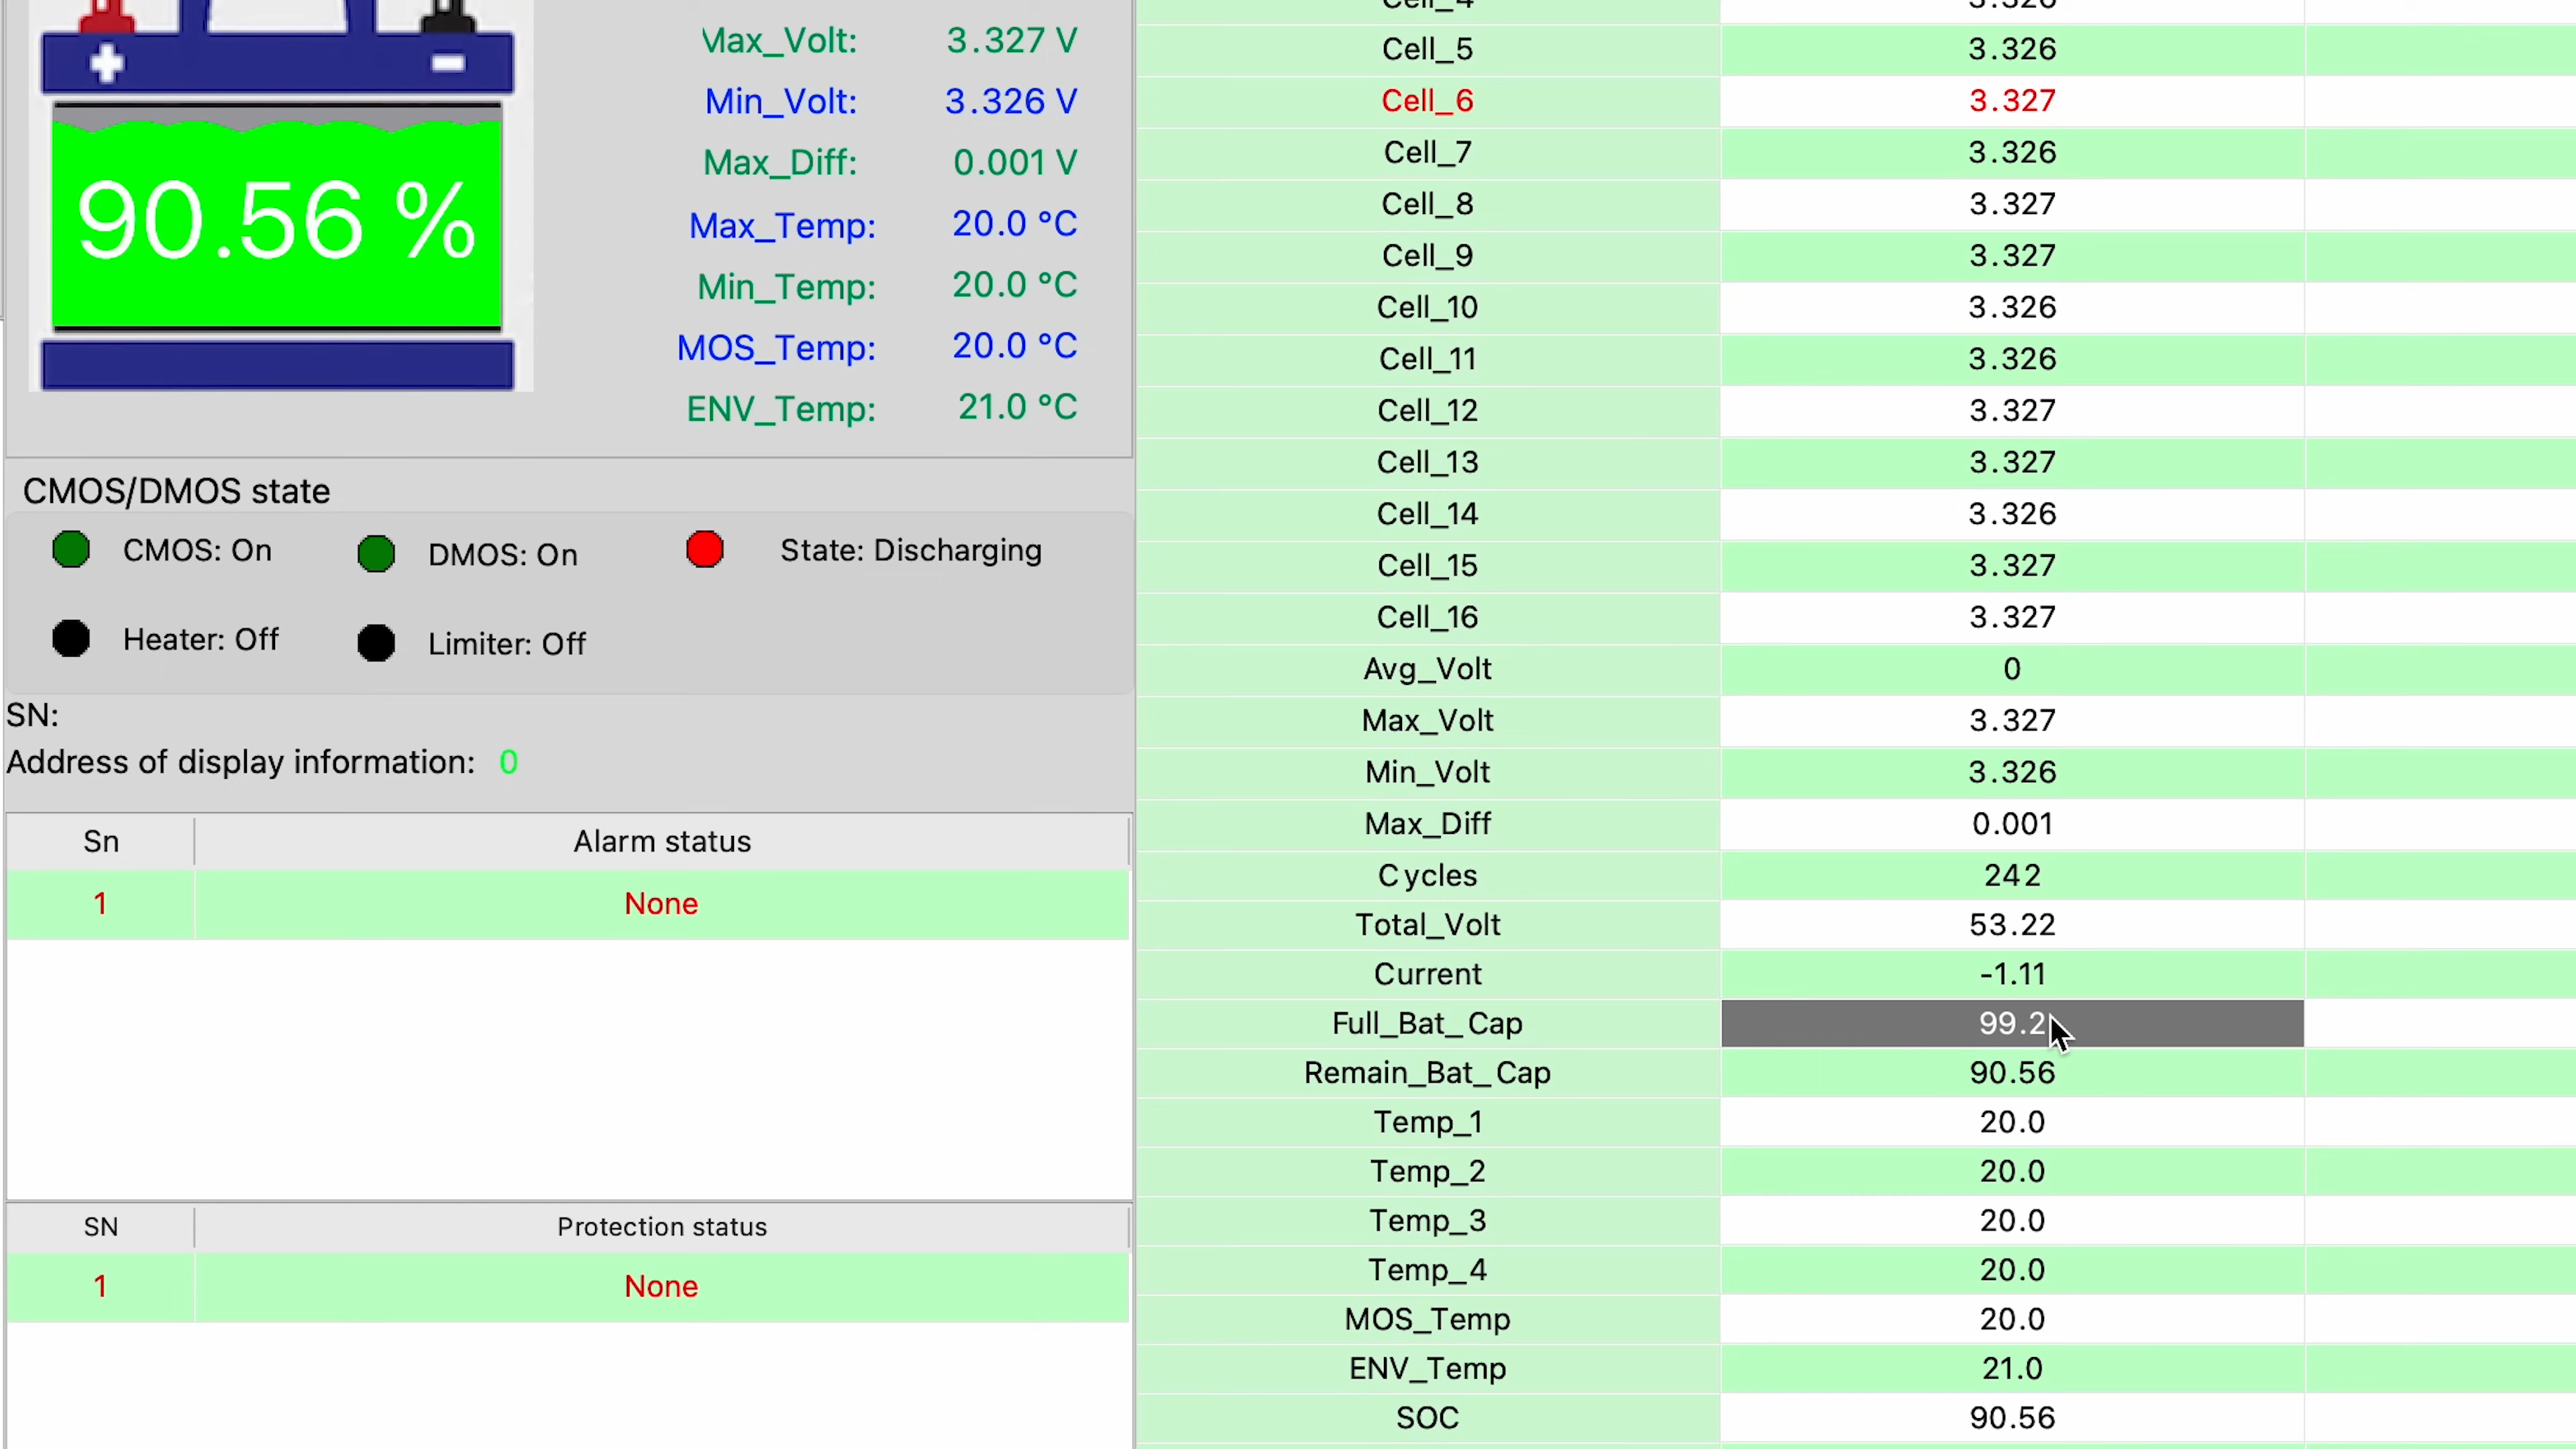 Max_Volt: 3.327 V
Min_Volt: 3.326 V
Max_Diff: 0.001 V
Max_Temp: 20.0 °C
Min_Temp: 20.0 °C
MOS_Temp: 20.0 °C
ENV_Temp: 21.0 °C
90.56 %
CMOS/DMOS state
CMOS: On DMOS: On State: Discharging
Heater: Off Limiter: Off
SN:
Address of display information: 0
Sn Alarm status
1 None
SN Protection status
1 None
Cell_4 3.326
Cell_5 3.326
Cell_6 3.327
Cell_7 3.326
Cell_8 3.327
Cell_9 3.327
Cell_10 3.326
Cell_11 3.326
Cell_12 3.327
Cell_13 3.327
Cell_14 3.326
Cell_15 3.327
Cell_16 3.327
Avg_Volt 0
Max_Volt 3.327
Min_Volt 3.326
Max_Diff 0.001
Cycles 242
Total_Volt 53.22
Current -1.11
Full_Bat_Cap 99.2
Remain_Bat_Cap 90.56
Temp_1 20.0
Temp_2 20.0
Temp_3 20.0
Temp_4 20.0
MOS_Temp 20.0
ENV_Temp 21.0
SOC 90.56